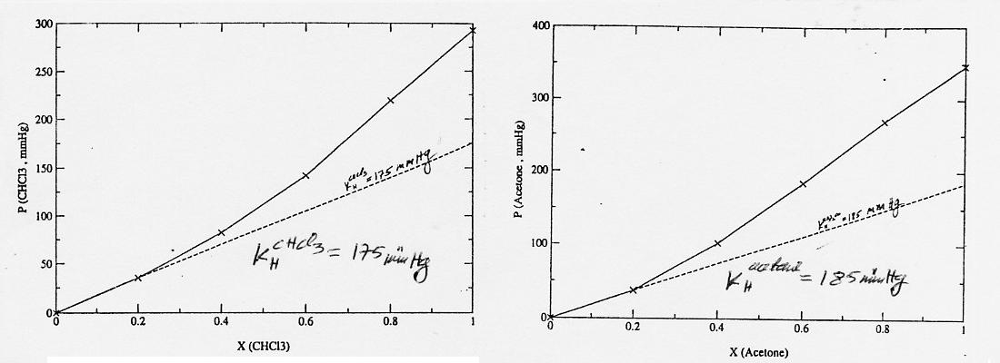 300
250
200
150
100
50
0
P (CHCl3 , mmHg)
K_H^CHCl3 = 175 mmHg
K_H^CHCl3 = 175 mmHg
0 0.2 0.4 0.6 0.8 1
X (CHCl3)
400
300
200
100
0
P (Acetone , mmHg)
K_H = 185 mm Hg
K_H^acetone = 185 mmHg
0 0.2 0.4 0.6 0.8 1
X (Acetone)